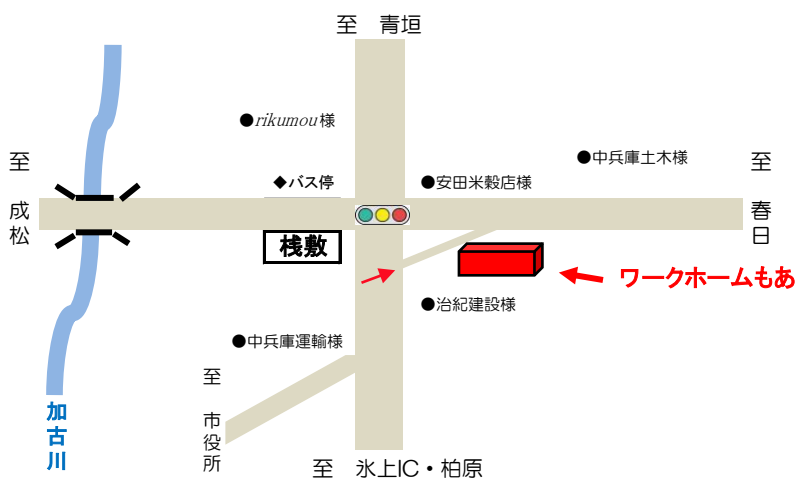 至　青垣
●rikumou様
●中兵庫土木様
至
成
松
◆バス停
●安田米穀店様
至
春
日
桟敷
ワークホームもあ
●治紀建設様
●中兵庫運輸様
至
市
役
所
加
古
川
至　氷上IC・柏原